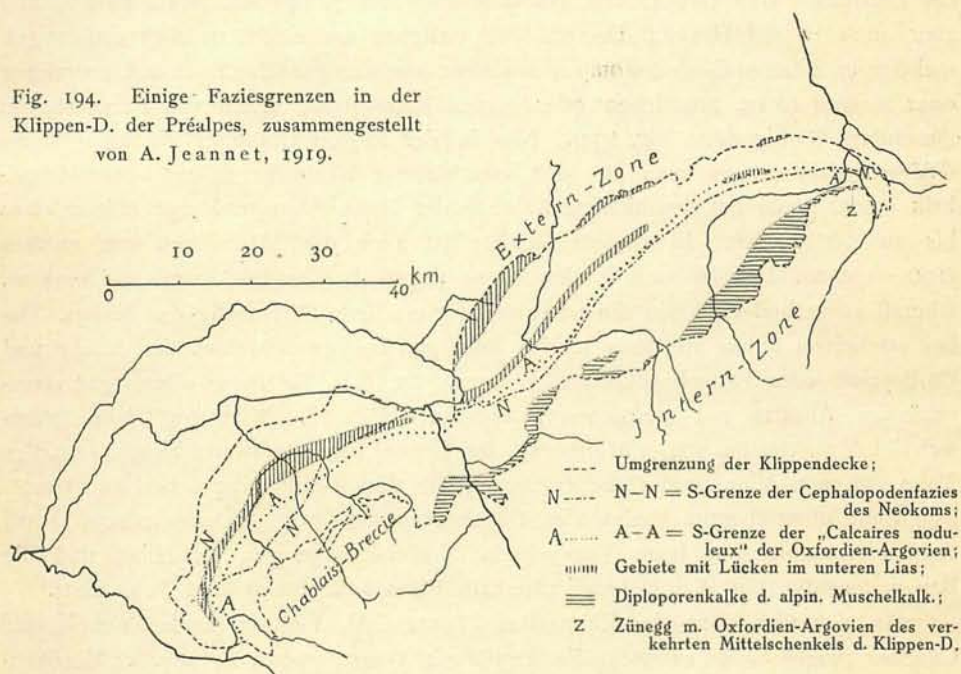 Fig. 194. Einige Faziesgrenzen in der
Klippen-D. der Préalpes, zusammengestellt
von A. Jeannet, 1919.
Extern-Zone
A N
Z
10 20 30
0 40 km
Jntern-Zone
A
N
A
N
N
A
Chablais-Breccie
---- Umgrenzung der Klippendecke;
N -·-·- N–N = S-Grenze der Cephalopodenfazies
des Neokoms;
A ······ A–A = S-Grenze der „Calcaires nodu-
leux“ der Oxfordien-Argovien;
Gebiete mit Lücken im unteren Lias;
Diploporenkalke d. alpin. Muschelkalk.;
Z Zünegg m. Oxfordien-Argovien des ver-
kehrten Mittelschenkels d. Klippen-D.